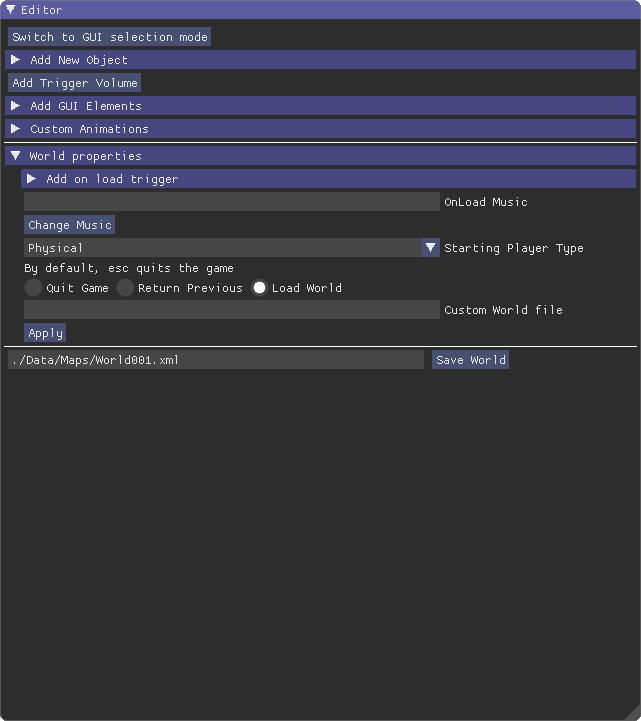 Editor
Switch to GUI selection mode
Add New Object
Add Trigger Volume
Add GUI Elements
Custom Animations
World properties
Add on load trigger
OnLoad Music
Change Music
Physical Starting Player Type
By default, esc quits the game
Quit Game Return Previous Load World
Custom World file
Apply
./Data/Maps/World001.xml Save World